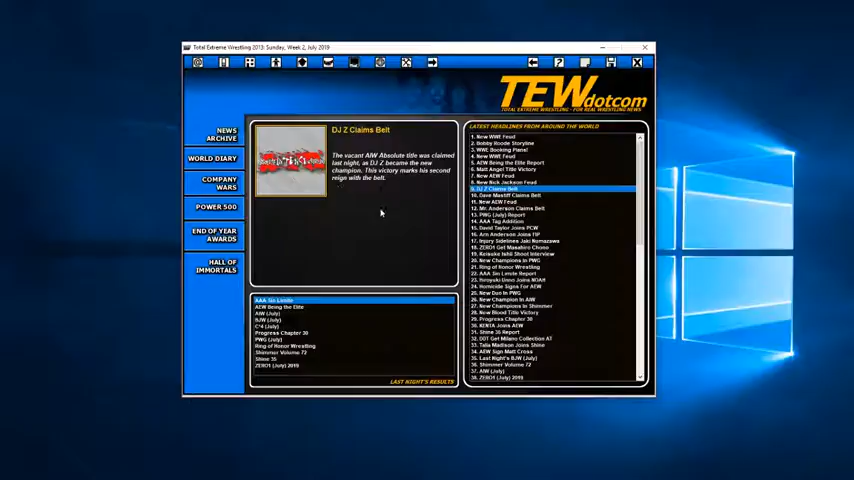 Total Extreme Wrestling 2013: Sunday, Week 2, July 2019
TEWdotcom
TOTAL EXTREME WRESTLING - FOR REAL WRESTLING NEWS
NEWS ARCHIVE
WORLD DIARY
COMPANY WARS
POWER 500
END OF YEAR AWARDS
HALL OF IMMORTALS
DJ Z Claims Belt
The vacant AIW Absolute title was claimed
last night, as DJ Z became the new
champion. This victory marks his second
reign with the belt.
AAA Sin Limite
AEW Being the Elite
AIW (July)
BJW (July)
C*4 (July)
Progress Chapter 30
PWG (July)
Ring of Honor Wrestling
Shimmer Volume 72
Shine 35
ZERO1 (July) 2019
LAST NIGHT'S RESULTS
LATEST HEADLINES FROM AROUND THE WORLD
1. New WWE Feud
2. Bobby Roode Storyline
3. WWE Booking Plans!
4. New WWE Feud
5. AEW Being the Elite Report
6. Matt Angel Title Victory
7. New AEW Feud
8. New Nick Jackson Feud
9. DJ Z Claims Belt
10. Dave Mastiff Claims Belt
11. New AEW Feud
12. Mr. Anderson Claims Belt
13. PWG (July) Report
14. AAA Tag Addition
15. David Taylor Joins PCW
16. Arn Anderson Joins FIP
17. Injury Sidelines Jaki Numazawa
18. ZERO1 Get Masahiro Chono
19. Keisuke Ishii Shoot Interview
20. New Champions In PWG
21. Ring of Honor Wrestling
22. AAA Sin Limite Report
23. Hiroyuki Unno Joins NOAH
24. Homicide Signs For AEW
25. New Duo In PWG
26. New Champion In AIW
27. New Champions In Shimmer
28. New Blood Title Victory
29. Progress Chapter 30
30. KENTA Joins AEW
31. Shine 35 Report
32. DDT Get Milano Collection AT
33. Talia Madison Joins Shine
34. AEW Sign Matt Cross
35. Last Night's BJW (July)
36. Shimmer Volume 72
37. AIW (July)
38. ZERO1 (July) 2019